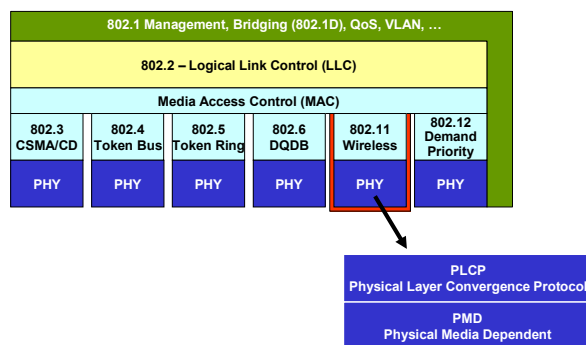 802.1 Management, Bridging (802.1D), QoS, VLAN, …
802.2 – Logical Link Control (LLC)
Media Access Control (MAC)
802.3
CSMA/CD
802.4
Token Bus
802.5
Token Ring
802.6
DQDB
802.11
Wireless
802.12
Demand
Priority
PHY
PHY
PHY
PHY
PHY
PHY
PLCP
Physical Layer Convergence Protocol
PMD
Physical Media Dependent